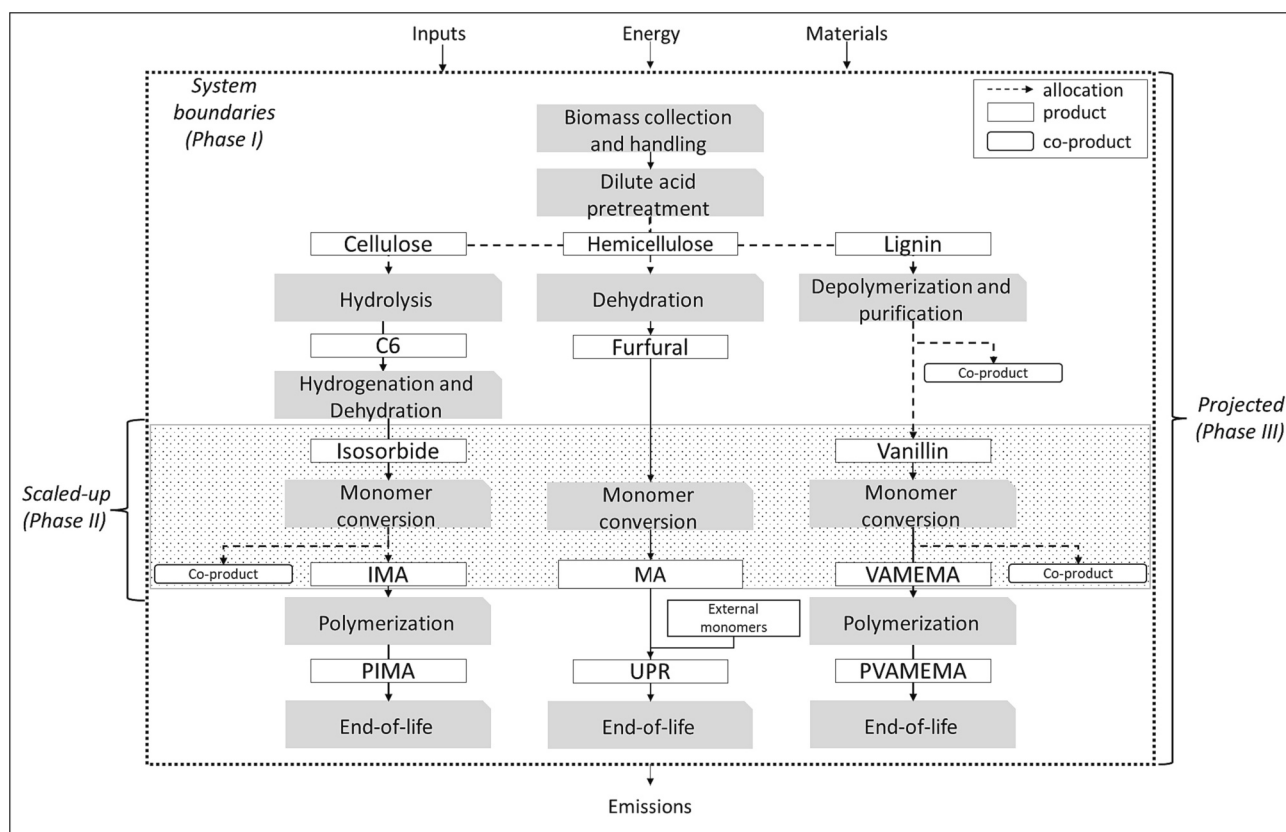 Inputs
Energy
Materials
System
boundaries
(Phase I)
allocation
product
co-product
Biomass collection
and handling
Dilute acid
pretreatment
Cellulose
Hemicellulose
Lignin
Hydrolysis
Dehydration
Depolymerization and
purification
C6
Furfural
Co-product
Hydrogenation and
Dehydration
Projected
(Phase III)
Isosorbide
Vanillin
Scaled-up
(Phase II)
Monomer
conversion
Monomer
conversion
Monomer
conversion
Co-product
IMA
MA
VAMEMA
Co-product
Polymerization
External
monomers
Polymerization
PIMA
UPR
PVAMEMA
End-of-life
End-of-life
End-of-life
Emissions